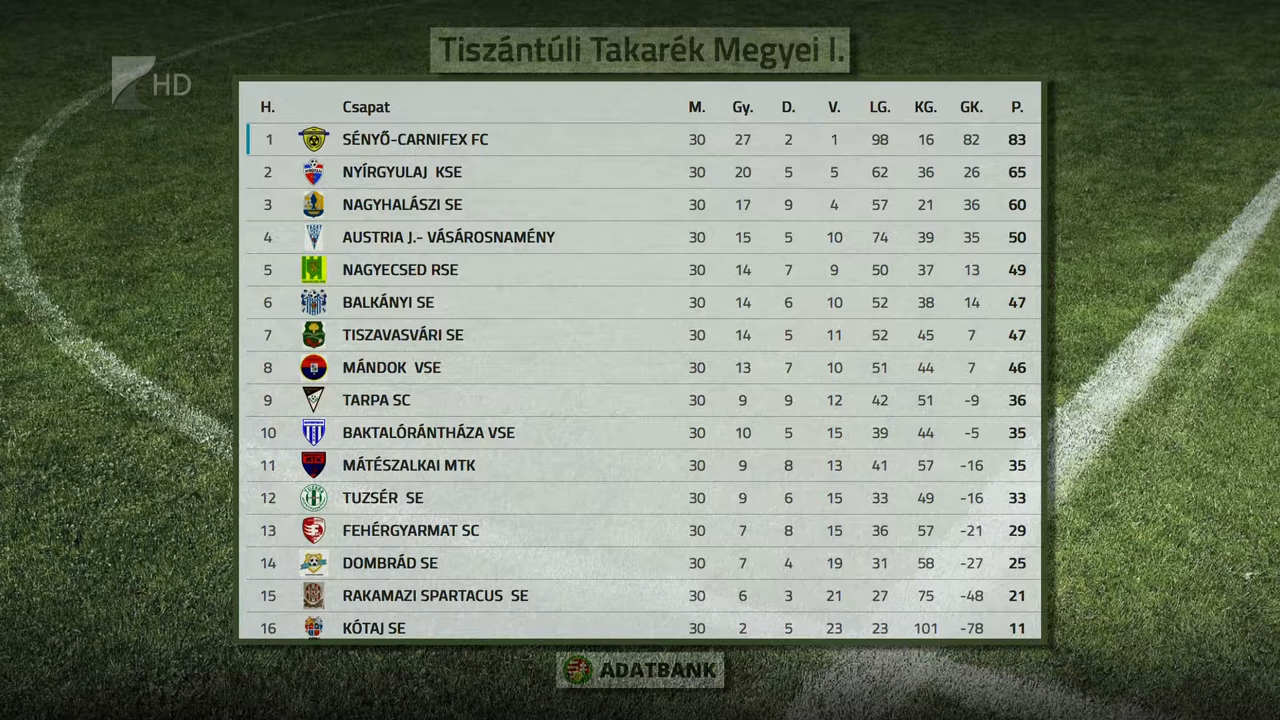 Tiszántúli Takarék Megyei I.
HD
H. Csapat M. Gy. D. V. LG. KG. GK. P.
1 SÉNYŐ-CARNIFEX FC 30 27 2 1 98 16 82 83
2 NYÍRGYULAJ KSE 30 20 5 5 62 36 26 65
3 NAGYHALÁSZI SE 30 17 9 4 57 21 36 60
4 AUSTRIA J.- VÁSÁROSNAMÉNY 30 15 5 10 74 39 35 50
5 NAGYECSED RSE 30 14 7 9 50 37 13 49
6 BALKÁNYI SE 30 14 6 10 52 38 14 47
7 TISZAVASVÁRI SE 30 14 5 11 52 45 7 47
8 MÁNDOK VSE 30 13 7 10 51 44 7 46
9 TARPA SC 30 9 9 12 42 51 -9 36
10 BAKTALÓRÁNTHÁZA VSE 30 10 5 15 39 44 -5 35
11 MÁTÉSZALKAI MTK 30 9 8 13 41 57 -16 35
12 TUZSÉR SE 30 9 6 15 33 49 -16 33
13 FEHÉRGYARMAT SC 30 7 8 15 36 57 -21 29
14 DOMBRÁD SE 30 7 4 19 31 58 -27 25
15 RAKAMAZI SPARTACUS SE 30 6 3 21 27 75 -48 21
16 KÓTAJ SE 30 2 5 23 23 101 -78 11
ADATBANK